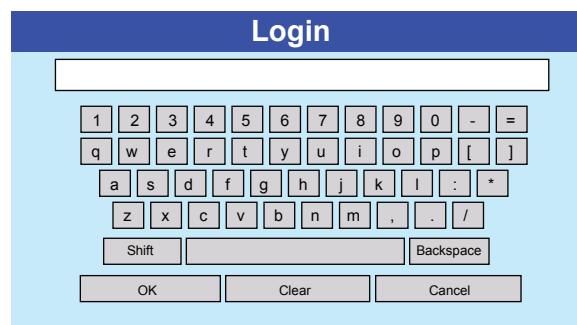 Login
1 2 3 4 5 6 7 8 9 0 - =
q w e r t y u i o p [ ]
a s d f g h j k l : *
z x c v b n m , . /
Shift Backspace
OK Clear Cancel